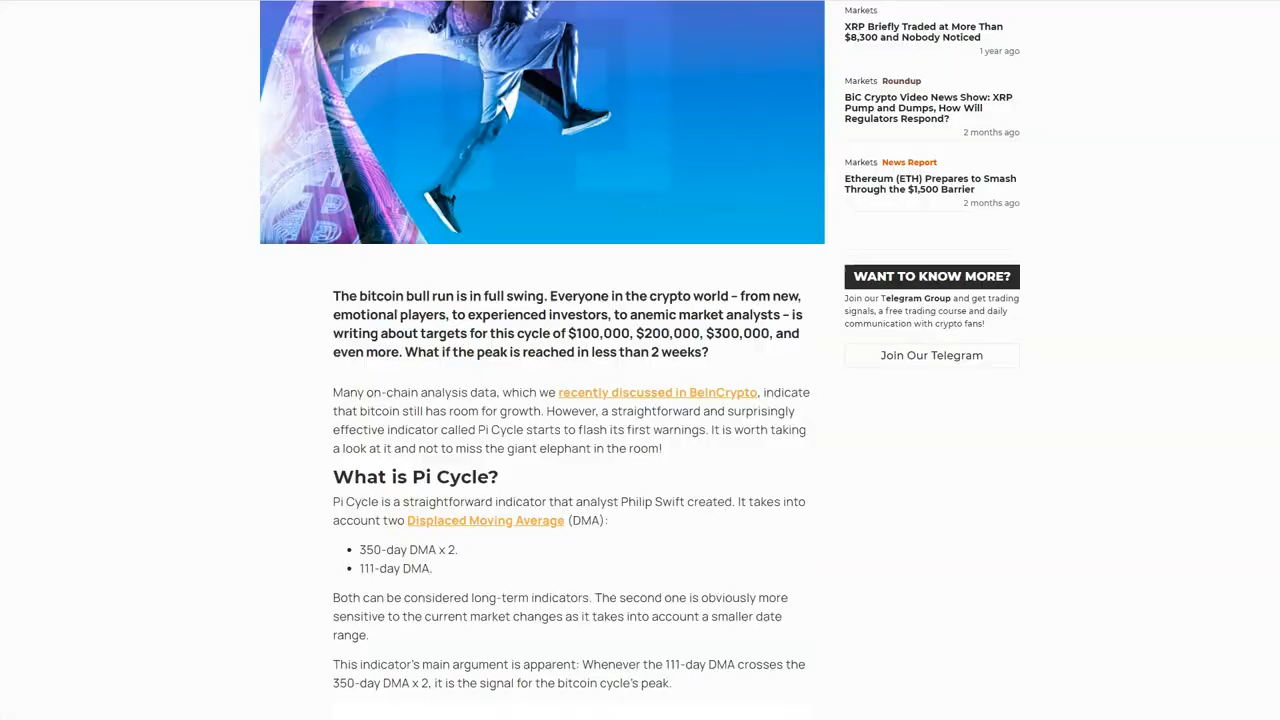 The bitcoin bull run is in full swing. Everyone in the crypto world – from new,
emotional players, to experienced investors, to anemic market analysts – is
writing about targets for this cycle of $100,000, $200,000, $300,000, and
even more. What if the peak is reached in less than 2 weeks?
Many on-chain analysis data, which we recently discussed in BeInCrypto, indicate
that bitcoin still has room for growth. However, a straightforward and surprisingly
effective indicator called Pi Cycle starts to flash its first warnings. It is worth taking
a look at it and not to miss the giant elephant in the room!
What is Pi Cycle?
Pi Cycle is a straightforward indicator that analyst Philip Swift created. It takes into
account two Displaced Moving Average (DMA):
• 350-day DMA x 2.
• 111-day DMA.
Both can be considered long-term indicators. The second one is obviously more
sensitive to the current market changes as it takes into account a smaller date
range.
This indicator's main argument is apparent: Whenever the 111-day DMA crosses the
350-day DMA x 2, it is the signal for the bitcoin cycle's peak.
Markets
XRP Briefly Traded at More Than
$8,300 and Nobody Noticed
1 year ago
Markets Roundup
BiC Crypto Video News Show: XRP
Pump and Dumps, How Will
Regulators Respond?
2 months ago
Markets News Report
Ethereum (ETH) Prepares to Smash
Through the $1,500 Barrier
2 months ago
WANT TO KNOW MORE?
Join our Telegram Group and get trading
signals, a free trading course and daily
communication with crypto fans!
Join Our Telegram